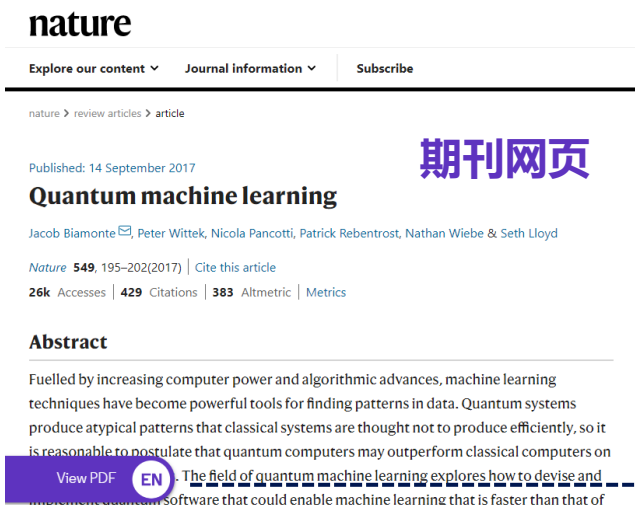 nature
Explore our content Journal information Subscribe
nature > review articles > article
期刊网页
Published: 14 September 2017
Quantum machine learning
Jacob Biamonte, Peter Wittek, Nicola Pancotti, Patrick Rebentrost, Nathan Wiebe & Seth Lloyd
Nature 549, 195–202(2017) | Cite this article
26k Accesses | 429 Citations | 383 Altmetric | Metrics
Abstract
Fuelled by increasing computer power and algorithmic advances, machine learning
techniques have become powerful tools for finding patterns in data. Quantum systems
produce atypical patterns that classical systems are thought not to produce efficiently, so it
is reasonable to postulate that quantum computers may outperform classical computers on
. The field of quantum machine learning explores how to devise and
View PDF EN
implement quantum software that could enable machine learning that is faster than that of